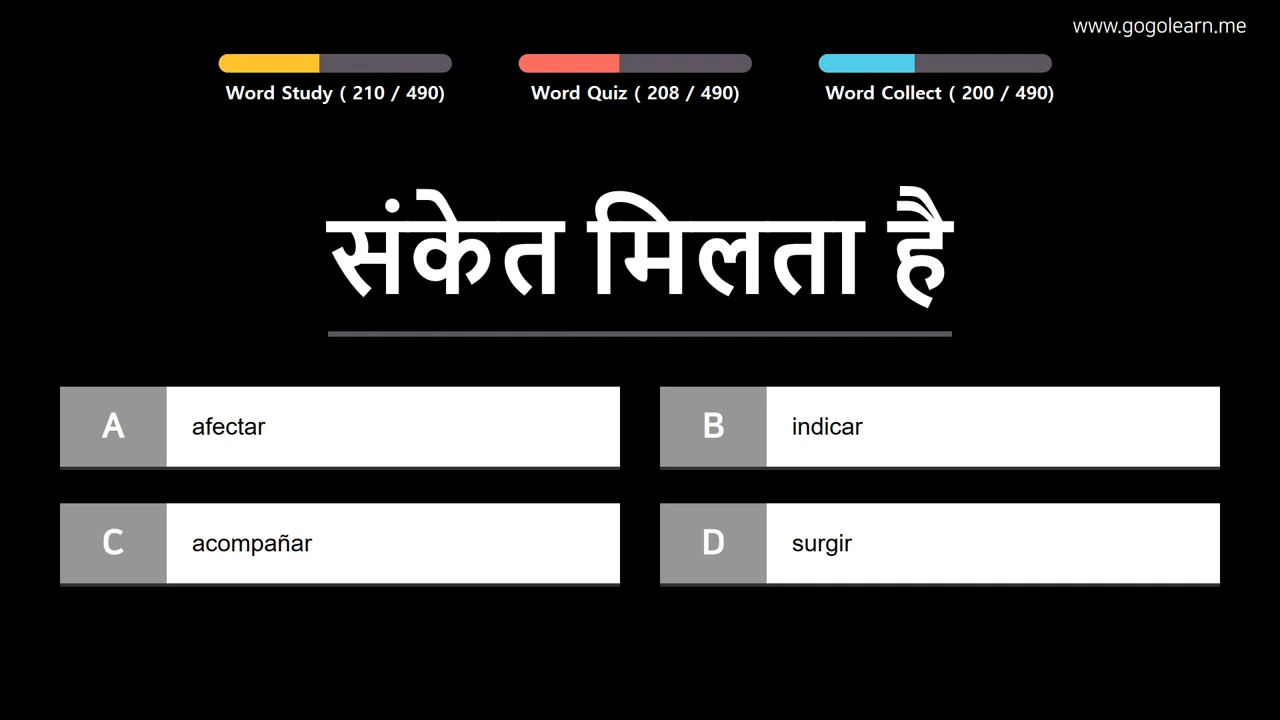 www.gogolearn.me
Word Study ( 210 / 490)
Word Quiz ( 208 / 490)
Word Collect ( 200 / 490)
संकेत मिलता है
A afectar
B indicar
C acompañar
D surgir